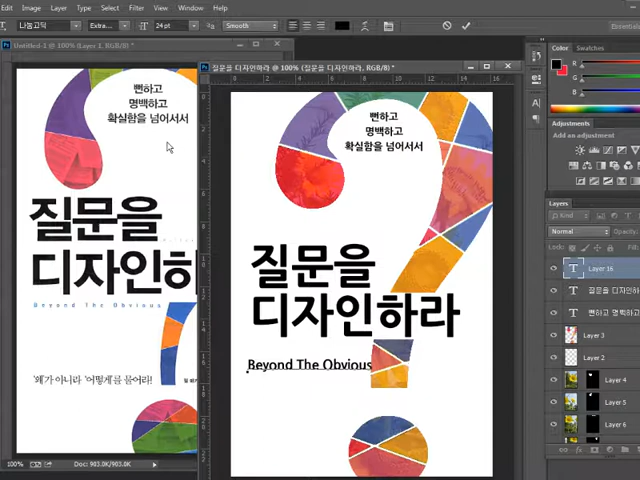 Edit Image Layer Type Select Filter View Window Help
나눔고딕 Extra... 24 pt Smooth
Untitled-1 @ 100% (Layer 1, RGB/8) *
질문을 디자인하라 @ 100% (질문을 디자인하라, RGB/8) *
뻔하고
명백하고
확실함을 넘어서서
질문을
디자인하
Beyond The Obvious
'왜'가 아니라 '어떻게'를 물어라!
뻔하고
명백하고
확실함을 넘어서서
질문을
디자인하라
Beyond The Obvious
100% Doc: 903.0K/903.0K
Color Swatches
Adjustments
Add an adjustment
Layers
Kind
Normal Opacity:
Lock:
Fill:
Layer 16
질문을 디자인하
뻔하고 명백하고
Layer 3
Layer 2
Layer 4
Layer 5
Layer 6